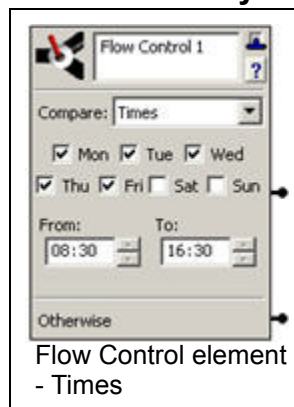 Flow Control 1
?
Compare: Times
Mon Tue Wed
Thu Fri Sat Sun
From: To:
08:30 16:30
Otherwise
Flow Control element
- Times